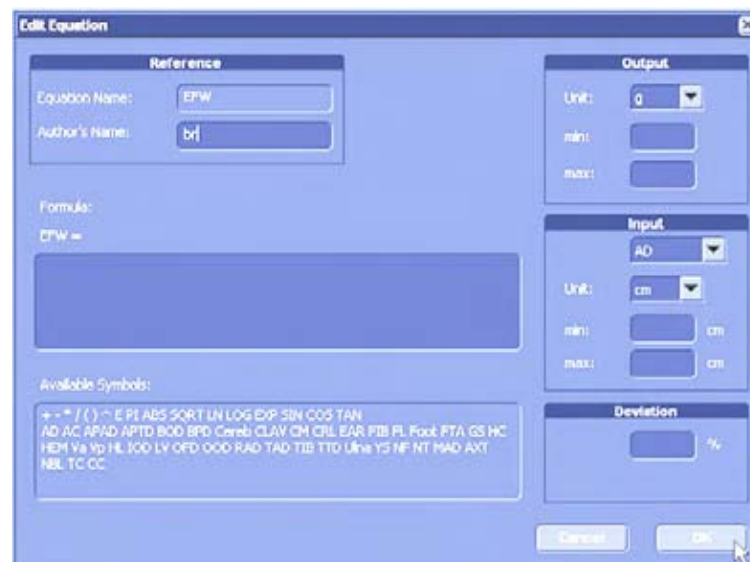 Edit Equation
Reference
Equation Name: EFW
Author's Name: br
Formula:
EFW =
Available Symbols:
+ - * / ( ) ^ E PI ABS SQRT LN LOG EXP SIN COS TAN
AD AC APAD APTD BOD BPD Cereb CLAV CM CRL EAR FIB FL Foot FTA GS HC
HEM Va Vp HL IOD LV OFD OOD RAD TAD TIB TTD Ulna YS NF NT MAD AXT
NBL TC CC
Output
Unit: g
min:
max:
Input
AD
Unit: cm
min: cm
max: cm
Deviation
%
Cancel OK